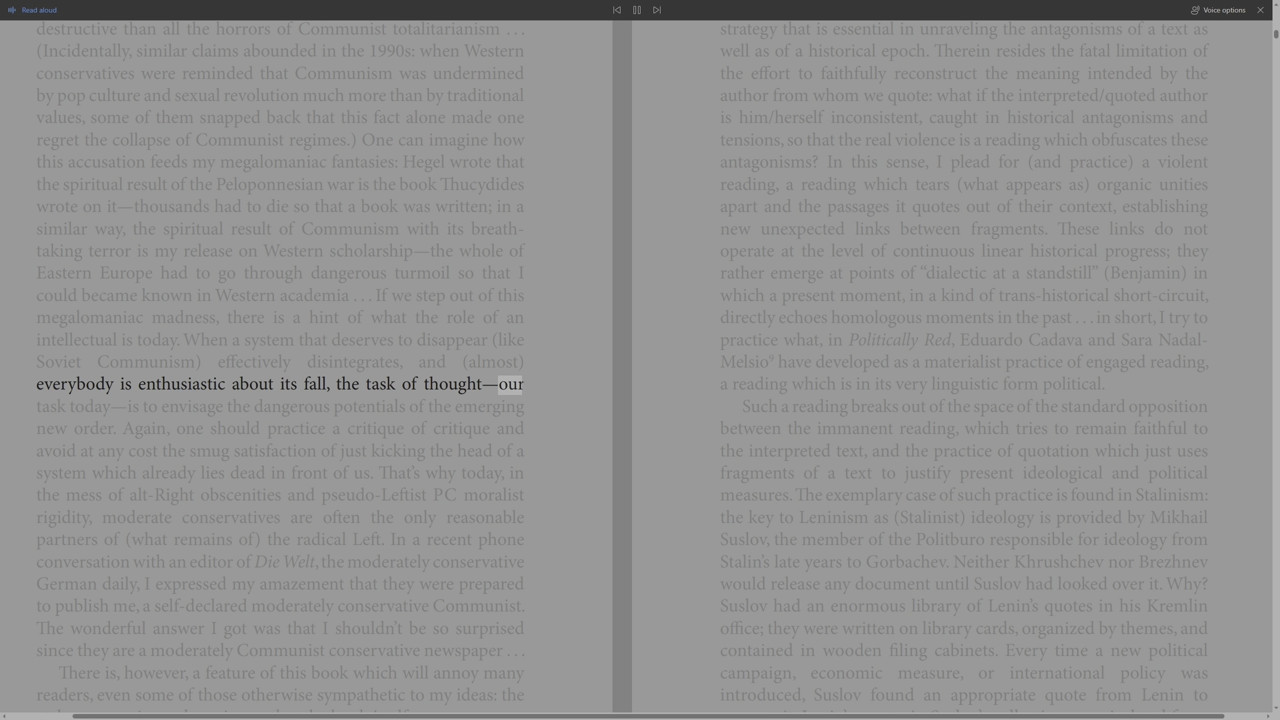 Read aloud
Voice options
destructive than all the horrors of Communist totalitarianism . . .
(Incidentally, similar claims abounded in the 1990s: when Western
conservatives were reminded that Communism was undermined
by pop culture and sexual revolution much more than by traditional
values, some of them snapped back that this fact alone made one
regret the collapse of Communist regimes.) One can imagine how
this accusation feeds my megalomaniac fantasies: Hegel wrote that
the spiritual result of the Peloponnesian war is the book Thucydides
wrote on it—thousands had to die so that a book was written; in a
similar way, the spiritual result of Communism with its breath-
taking terror is my release on Western scholarship—the whole of
Eastern Europe had to go through dangerous turmoil so that I
could became known in Western academia . . . If we step out of this
megalomaniac madness, there is a hint of what the role of an
intellectual is today. When a system that deserves to disappear (like
Soviet Communism) effectively disintegrates, and (almost)
everybody is enthusiastic about its fall, the task of thought—our
task today—is to envisage the dangerous potentials of the emerging
new order. Again, one should practice a critique of critique and
avoid at any cost the smug satisfaction of just kicking the head of a
system which already lies dead in front of us. That's why today, in
the mess of alt-Right obscenities and pseudo-Leftist PC moralist
rigidity, moderate conservatives are often the only reasonable
partners of (what remains of) the radical Left. In a recent phone
conversation with an editor of Die Welt, the moderately conservative
German daily, I expressed my amazement that they were prepared
to publish me, a self-declared moderately conservative Communist.
The wonderful answer I got was that I shouldn't be so surprised
since they are a moderately Communist conservative newspaper . . .
There is, however, a feature of this book which will annoy many
readers, even some of those otherwise sympathetic to my ideas: the
strategy that is essential in unraveling the antagonisms of a text as
well as of a historical epoch. Therein resides the fatal limitation of
the effort to faithfully reconstruct the meaning intended by the
author from whom we quote: what if the interpreted/quoted author
is him/herself inconsistent, caught in historical antagonisms and
tensions, so that the real violence is a reading which obfuscates these
antagonisms? In this sense, I plead for (and practice) a violent
reading, a reading which tears (what appears as) organic unities
apart and the passages it quotes out of their context, establishing
new unexpected links between fragments. These links do not
operate at the level of continuous linear historical progress; they
rather emerge at points of “dialectic at a standstill” (Benjamin) in
which a present moment, in a kind of trans-historical short-circuit,
directly echoes homologous moments in the past . . . in short, I try to
practice what, in Politically Red, Eduardo Cadava and Sara Nadal-
Melsio⁹ have developed as a materialist practice of engaged reading,
a reading which is in its very linguistic form political.
Such a reading breaks out of the space of the standard opposition
between the immanent reading, which tries to remain faithful to
the interpreted text, and the practice of quotation which just uses
fragments of a text to justify present ideological and political
measures. The exemplary case of such practice is found in Stalinism:
the key to Leninism as (Stalinist) ideology is provided by Mikhail
Suslov, the member of the Politburo responsible for ideology from
Stalin's late years to Gorbachev. Neither Khrushchev nor Brezhnev
would release any document until Suslov had looked over it. Why?
Suslov had an enormous library of Lenin's quotes in his Kremlin
office; they were written on library cards, organized by themes, and
contained in wooden filing cabinets. Every time a new political
campaign, economic measure, or international policy was
introduced, Suslov found an appropriate quote from Lenin to